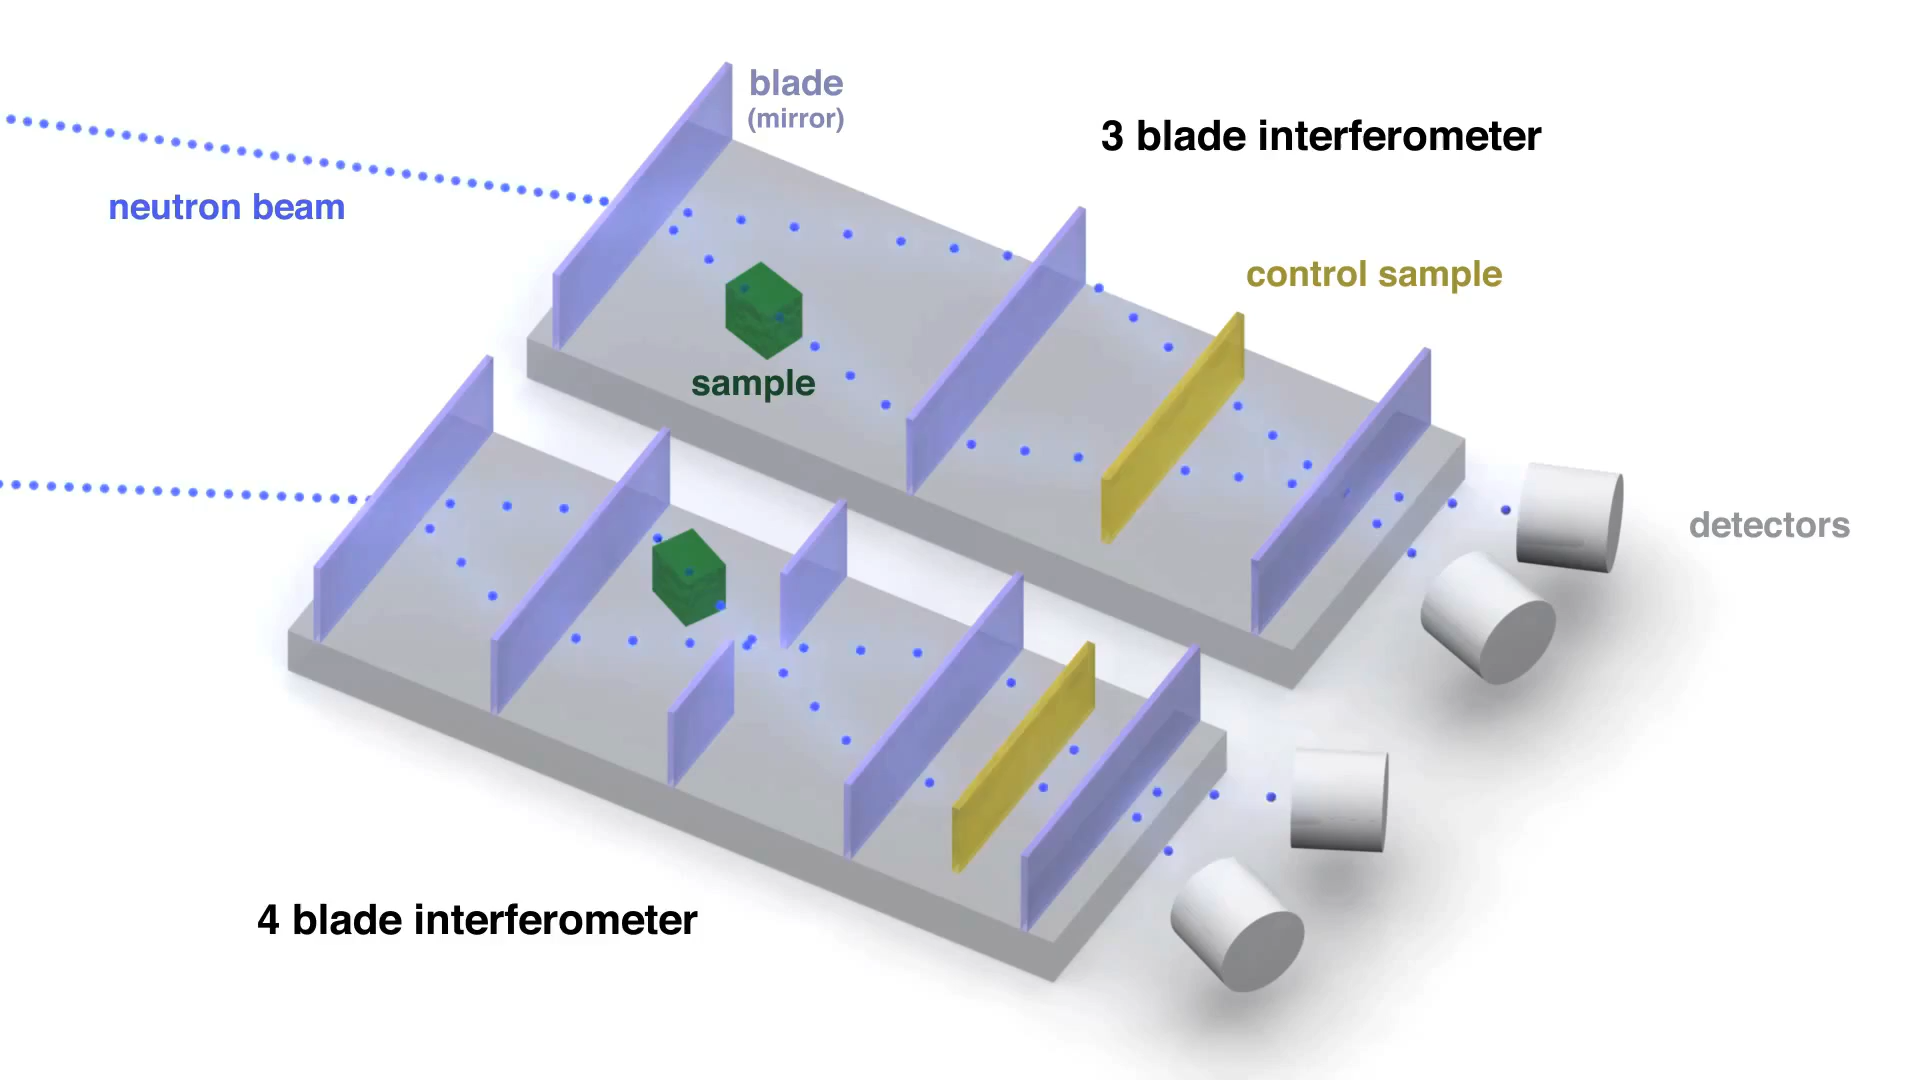 blade
(mirror)
3 blade interferometer
neutron beam
control sample
sample
detectors
4 blade interferometer